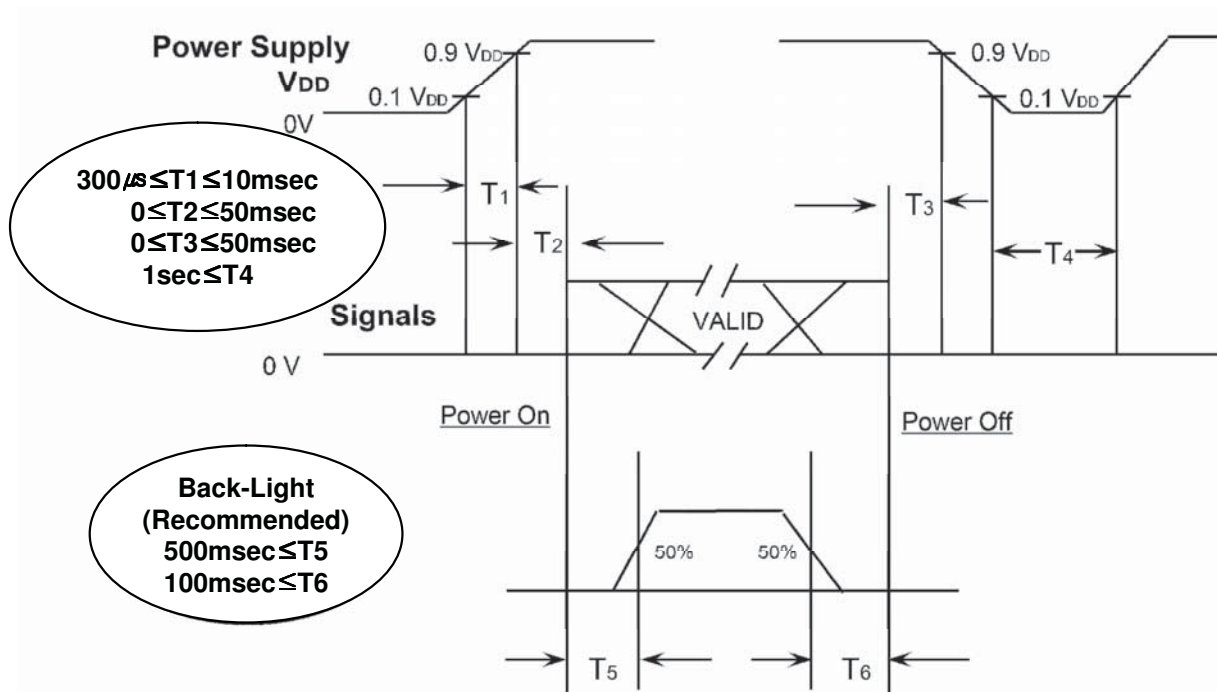 Power Supply
VDD
0.9 VDD
0.9 VDD
0.1 VDD
0.1 VDD
0V
300μs≤T1≤10msec
0≤T2≤50msec
0≤T3≤50msec
1sec≤T4
T1
T2
T3
T4
Signals
VALID
0 V
Power On
Power Off
Back-Light
(Recommended)
500msec≤T5
100msec≤T6
50%
50%
T5
T6